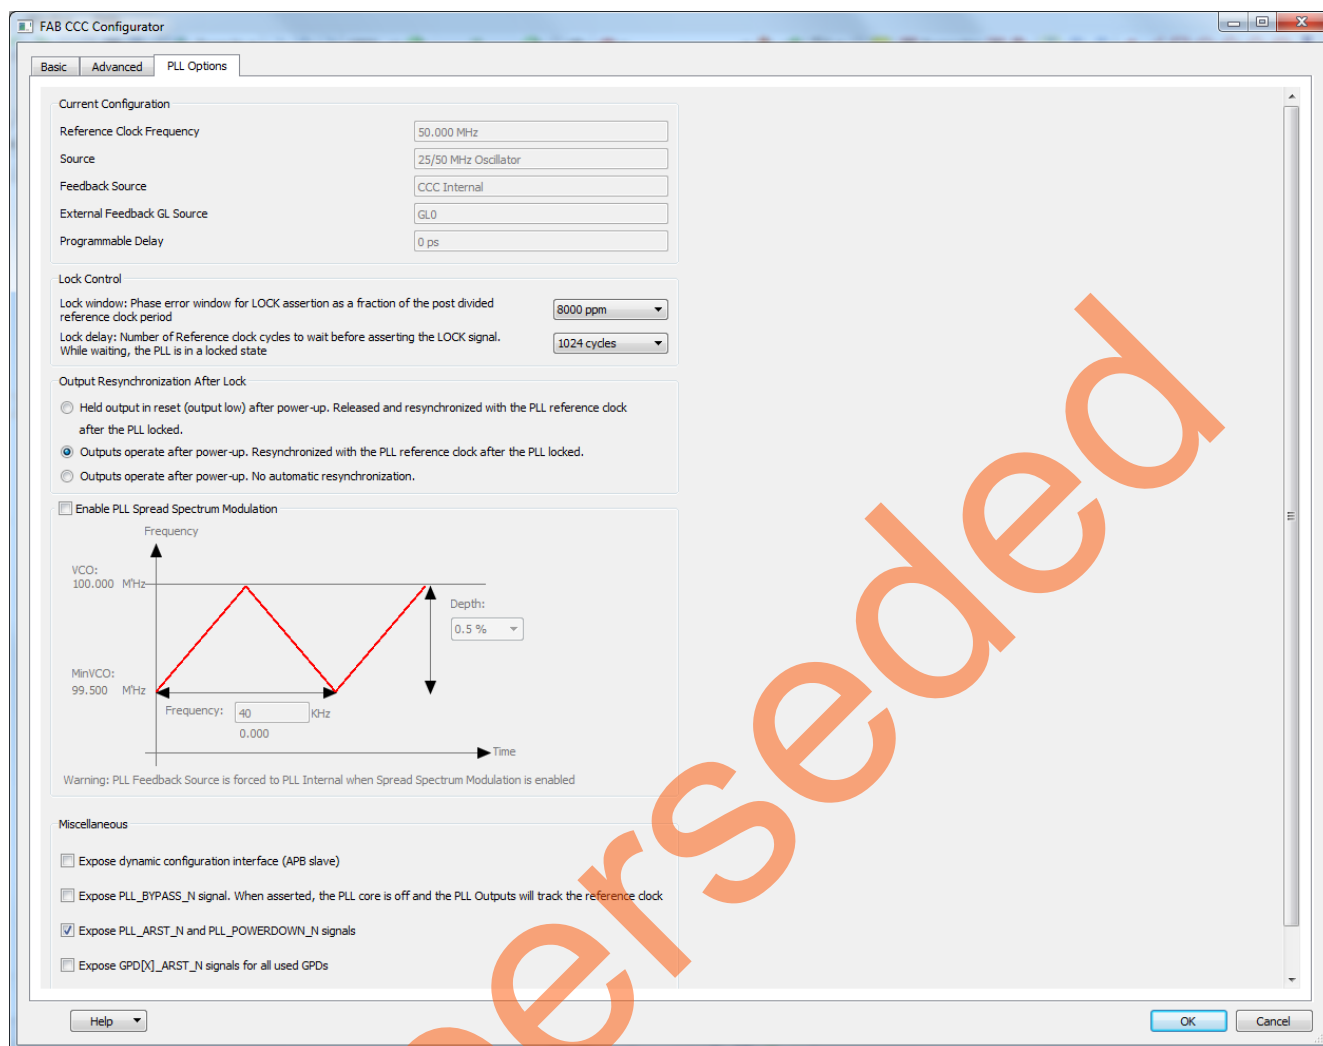 FAB CCC Configurator
Basic
Advanced
PLL Options
Current Configuration
Reference Clock Frequency
50.000 MHz
Source
25/50 MHz Oscillator
Feedback Source
CCC Internal
External Feedback GL Source
GL0
Programmable Delay
0 ps
Lock Control
Lock window: Phase error window for LOCK assertion as a fraction of the post divided
reference clock period
8000 ppm
Lock delay: Number of Reference clock cycles to wait before asserting the LOCK signal.
While waiting, the PLL is in a locked state
1024 cycles
Output Resynchronization After Lock
Held output in reset (output low) after power-up. Released and resynchronized with the PLL reference clock
after the PLL locked.
Outputs operate after power-up. Resynchronized with the PLL reference clock after the PLL locked.
Outputs operate after power-up. No automatic resynchronization.
Enable PLL Spread Spectrum Modulation
Frequency
VCO:
100.000 MHz
Depth:
0.5 %
MinVCO:
99.500 MHz
Frequency:
40
KHz
0.000
Time
Warning: PLL Feedback Source is forced to PLL Internal when Spread Spectrum Modulation is enabled
Miscellaneous
Expose dynamic configuration interface (APB slave)
Expose PLL_BYPASS_N signal. When asserted, the PLL core is off and the PLL Outputs will track the reference clock
Expose PLL_ARST_N and PLL_POWERDOWN_N signals
Expose GPD[X]_ARST_N signals for all used GPDs
Help
OK
Cancel
perseded